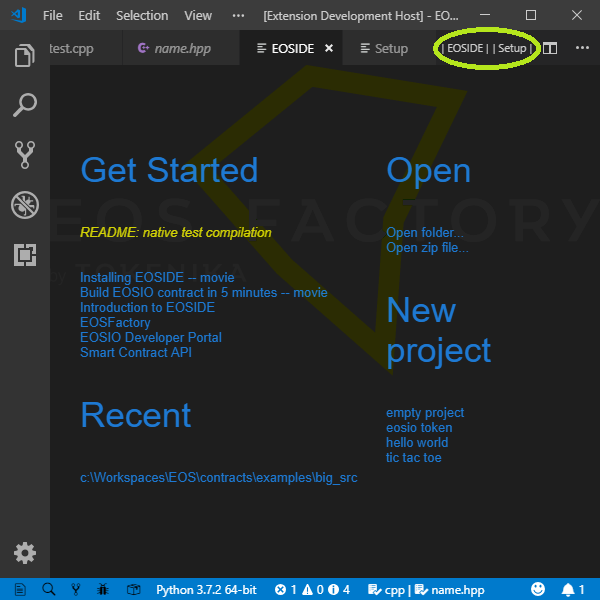 File Edit Selection View ··· [Extension Development Host] - EO...
test.cpp name.hpp EOSIDE Setup | EOSIDE | | Setup | ···
Get Started
README: native test compilation
Installing EOSIDE -- movie
Build EOSIO contract in 5 minutes -- movie
Introduction to EOSIDE
EOSFactory
EOSIO Developer Portal
Smart Contract API
Recent
c:\Workspaces\EOS\contracts\examples\big_src
Open
Open folder...
Open zip file...
New
project
empty project
eosio token
hello world
tic tac toe
EOS FACTORY
by TOKENIKA
Python 3.7.2 64-bit 1 0 4 cpp | name.hpp 1